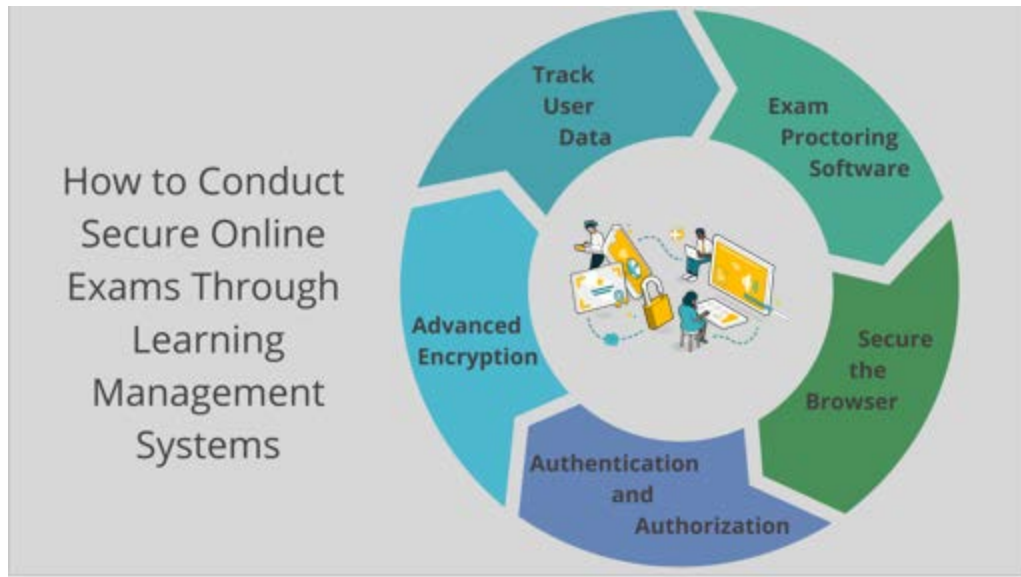 How to Conduct
Secure Online
Exams Through
Learning
Management
Systems
Track
User
Data
Exam
Proctoring
Software
Secure
the
Browser
Authentication
and
Authorization
Advanced
Encryption